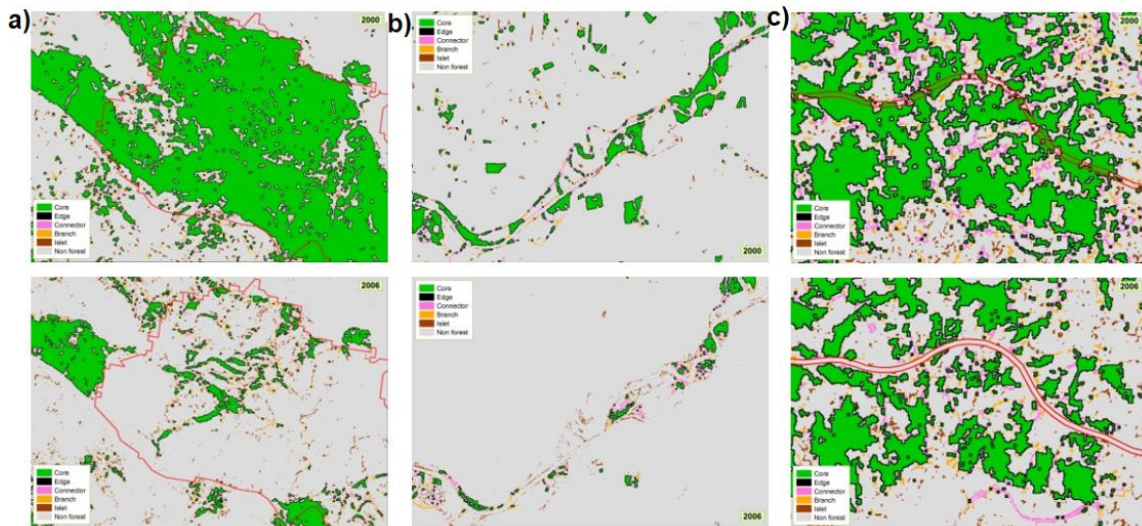 a)
2000
Core
Edge
Connector
Branch
Islet
Non forest
b)
Core
Edge
Connector
Branch
Islet
Non forest
2000
c)
2000
Core
Edge
Connector
Branch
Islet
Non forest
2006
Core
Edge
Connector
Branch
Islet
Non forest
Core
Edge
Connector
Branch
Islet
Non forest
2006
2006
Core
Edge
Connector
Branch
Islet
Non forest